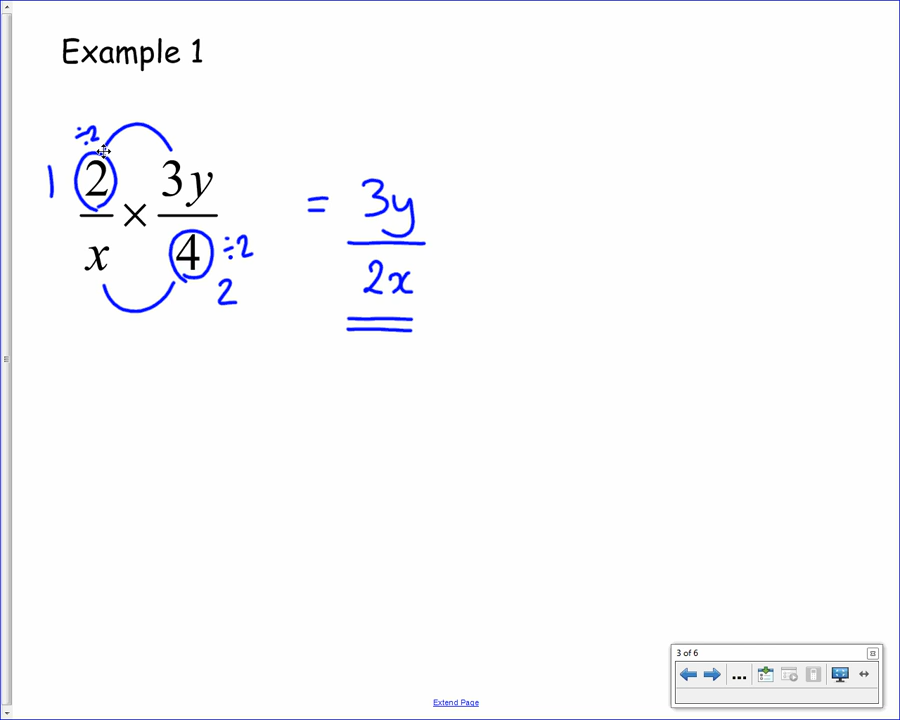 Example 1
÷2
1 2/x × 3y/4 ÷2 = 3y/2x
2
3 of 6
...
Extend Page